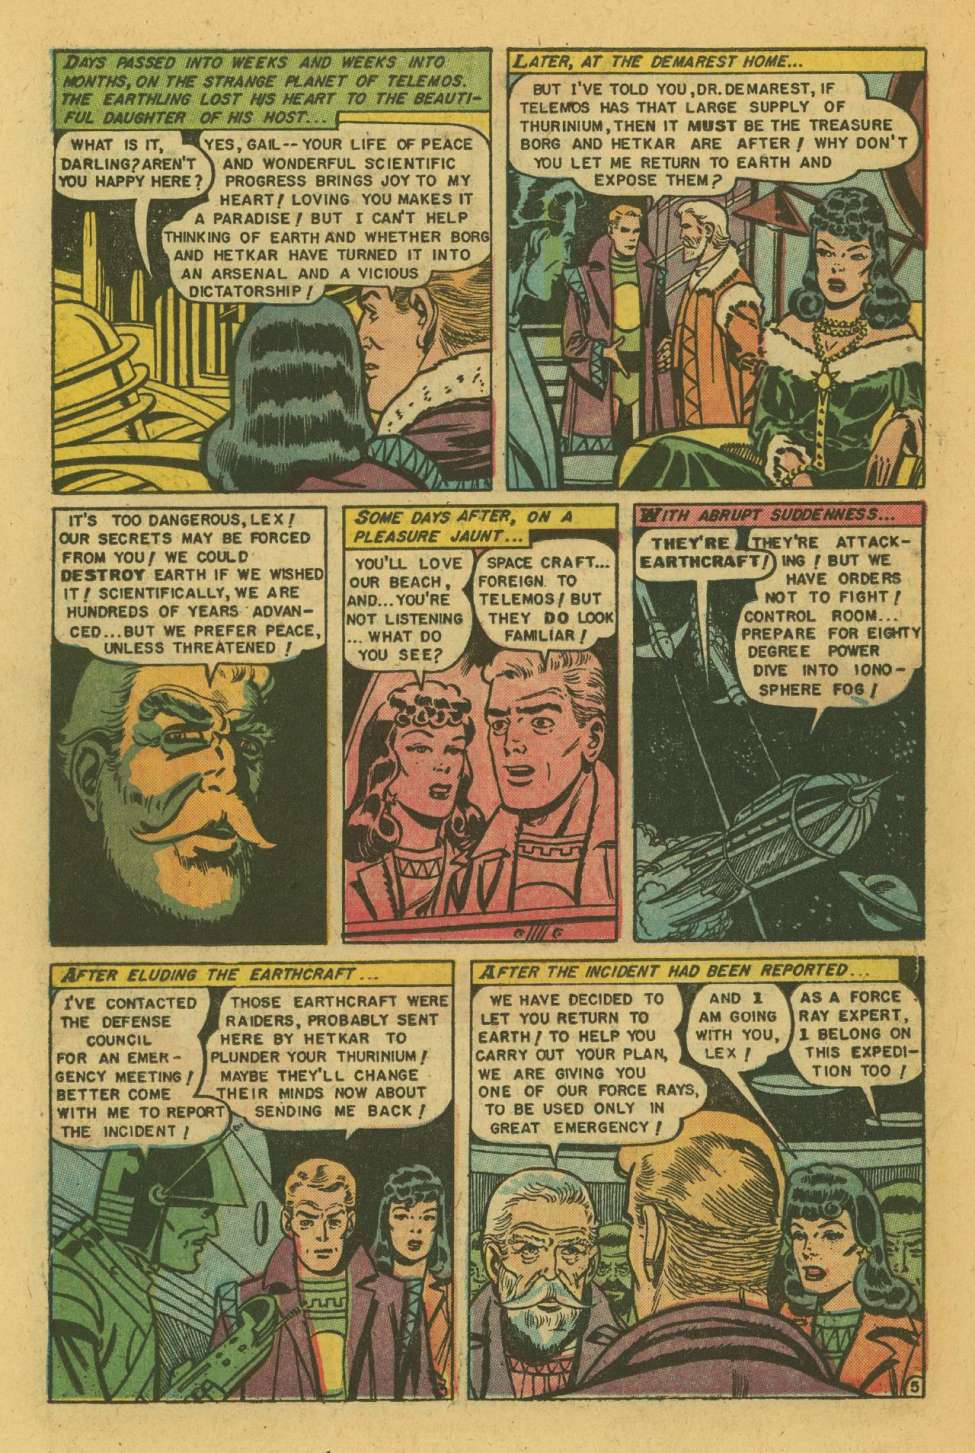 DAYS PASSED INTO WEEKS AND WEEKS INTO
MONTHS, ON THE STRANGE PLANET OF TELEMOS.
THE EARTHLING LOST HIS HEART TO THE BEAUTI-
FUL DAUGHTER OF HIS HOST...
WHAT IS IT,
DARLING? AREN'T
YOU HAPPY HERE?
YES, GAIL-- YOUR LIFE OF PEACE
AND WONDERFUL SCIENTIFIC
PROGRESS BRINGS JOY TO MY
HEART! LOVING YOU MAKES IT
A PARADISE! BUT I CAN'T HELP
THINKING OF EARTH AND WHETHER BORG
AND HETKAR HAVE TURNED IT INTO
AN ARSENAL AND A VICIOUS
DICTATORSHIP!
LATER, AT THE DEMAREST HOME...
BUT I'VE TOLD YOU, DR. DEMAREST, IF
TELEMOS HAS THAT LARGE SUPPLY OF
THURINIUM, THEN IT MUST BE THE TREASURE
BORG AND HETKAR ARE AFTER! WHY DON'T
YOU LET ME RETURN TO EARTH AND
EXPOSE THEM?
IT'S TOO DANGEROUS, LEX!
OUR SECRETS MAY BE FORCED
FROM YOU! WE COULD
DESTROY EARTH IF WE WISHED
IT! SCIENTIFICALLY, WE ARE
HUNDREDS OF YEARS ADVAN-
CED... BUT WE PREFER PEACE,
UNLESS THREATENED!
SOME DAYS AFTER, ON A
PLEASURE JAUNT...
YOU'LL LOVE
OUR BEACH,
AND... YOU'RE
NOT LISTENING
... WHAT DO
YOU SEE?
SPACE CRAFT...
FOREIGN TO
TELEMOS! BUT
THEY DO LOOK
FAMILIAR!
WITH ABRUPT SUDDENNESS...
THEY'RE
EARTHCRAFT!
THEY'RE ATTACK-
ING! BUT WE
HAVE ORDERS
NOT TO FIGHT!
CONTROL ROOM...
PREPARE FOR EIGHTY
DEGREE POWER
DIVE INTO IONO-
SPHERE FOG!
AFTER ELUDING THE EARTHCRAFT...
I'VE CONTACTED
THE DEFENSE
COUNCIL
FOR AN EMER-
GENCY MEETING!
BETTER COME
WITH ME TO REPORT
THE INCIDENT!
THOSE EARTHCRAFT WERE
RAIDERS, PROBABLY SENT
HERE BY HETKAR TO
PLUNDER YOUR THURINIUM!
MAYBE THEY'LL CHANGE
THEIR MINDS NOW ABOUT
SENDING ME BACK!
AFTER THE INCIDENT HAD BEEN REPORTED...
WE HAVE DECIDED TO
LET YOU RETURN TO
EARTH! TO HELP YOU
CARRY OUT YOUR PLAN,
WE ARE GIVING YOU
ONE OF OUR FORCE RAYS,
TO BE USED ONLY IN
GREAT EMERGENCY!
AND I
AM GOING
WITH YOU,
LEX!
AS A FORCE
RAY EXPERT,
I BELONG ON
THIS EXPEDI-
TION TOO!
5